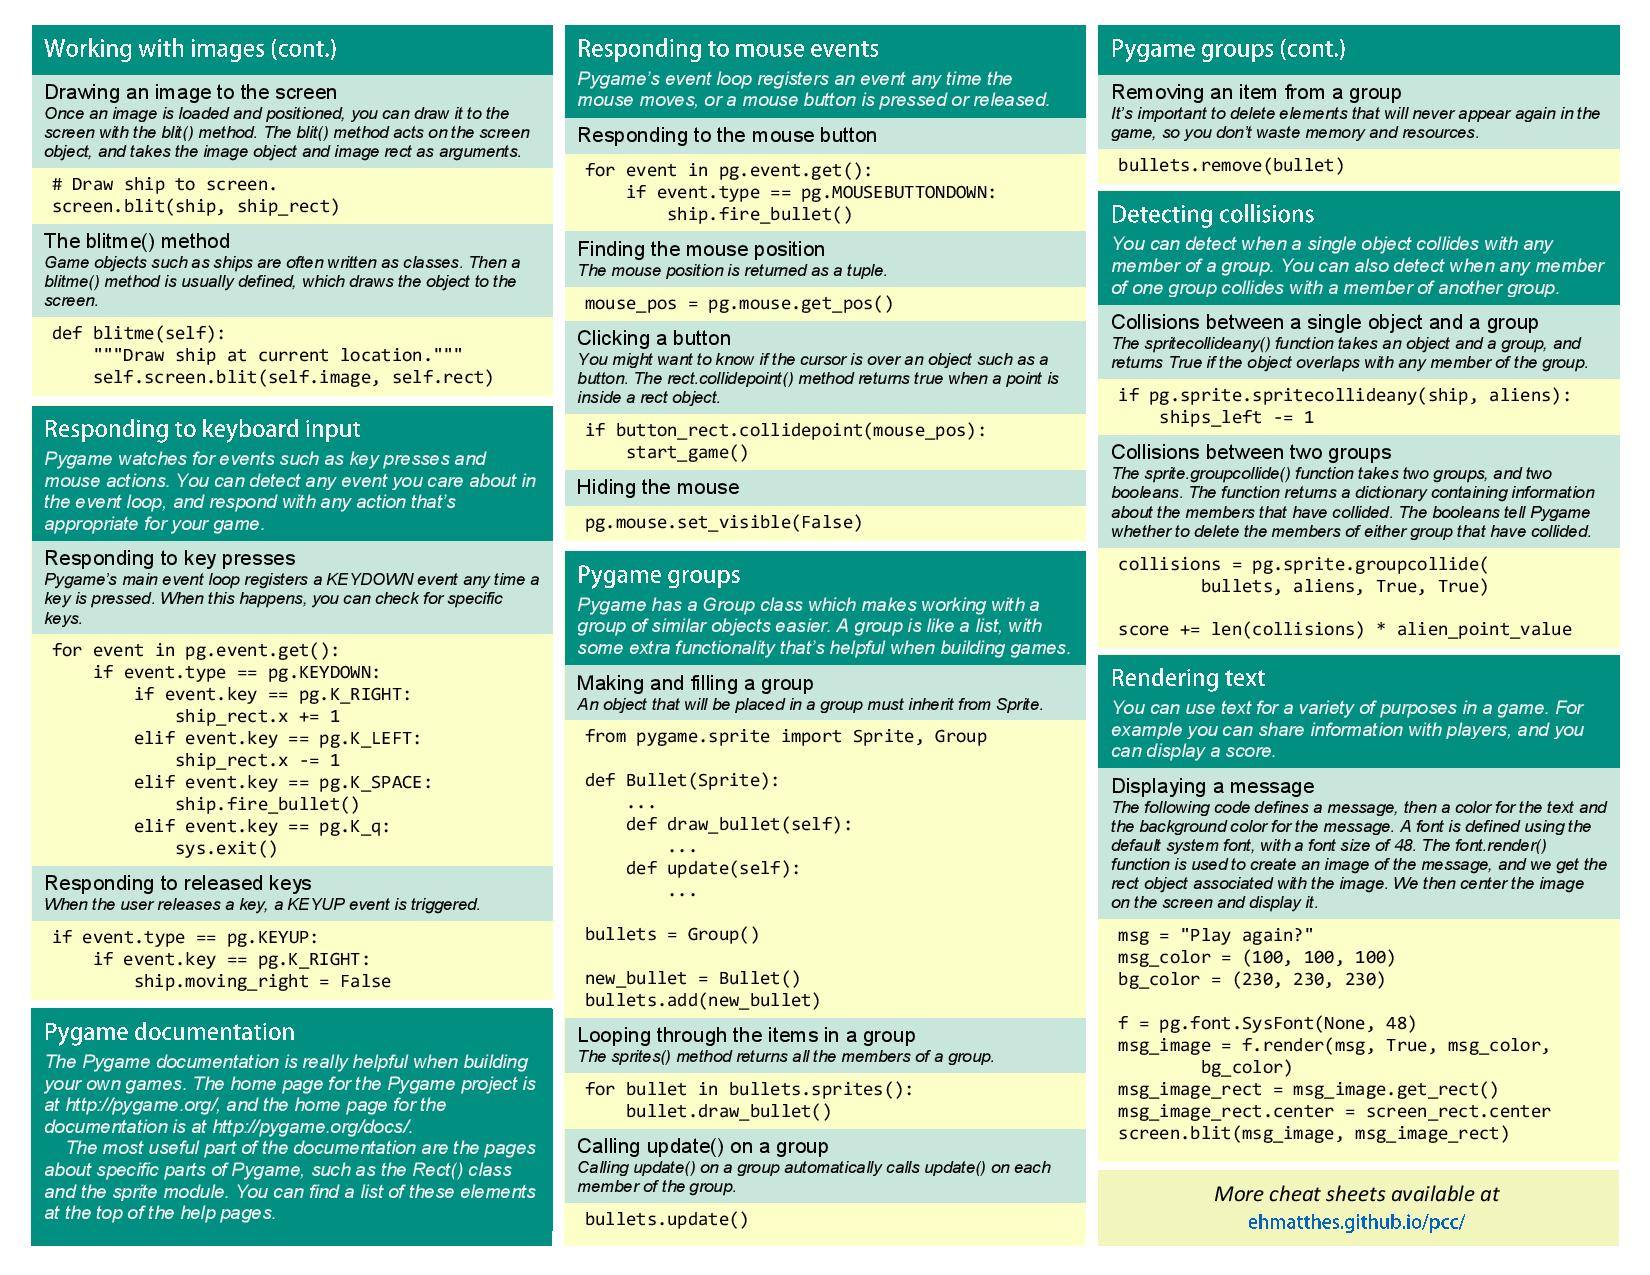 Working with images (cont.)
Drawing an image to the screen
Once an image is loaded and positioned, you can draw it to the
screen with the blit() method. The blit() method acts on the screen
object, and takes the image object and image rect as arguments.
# Draw ship to screen.
screen.blit(ship, ship_rect)
The blitme() method
Game objects such as ships are often written as classes. Then a
blitme() method is usually defined, which draws the object to the
screen.
def blitme(self):
    """Draw ship at current location."""
    self.screen.blit(self.image, self.rect)
Responding to keyboard input
Pygame watches for events such as key presses and
mouse actions. You can detect any event you care about in
the event loop, and respond with any action that's
appropriate for your game.
Responding to key presses
Pygame's main event loop registers a KEYDOWN event any time a
key is pressed. When this happens, you can check for specific
keys.
for event in pg.event.get():
    if event.type == pg.KEYDOWN:
        if event.key == pg.K_RIGHT:
            ship_rect.x += 1
        elif event.key == pg.K_LEFT:
            ship_rect.x -= 1
        elif event.key == pg.K_SPACE:
            ship.fire_bullet()
        elif event.key == pg.K_q:
            sys.exit()
Responding to released keys
When the user releases a key, a KEYUP event is triggered.
if event.type == pg.KEYUP:
    if event.key == pg.K_RIGHT:
        ship.moving_right = False
Pygame documentation
The Pygame documentation is really helpful when building
your own games. The home page for the Pygame project is
at http://pygame.org/, and the home page for the
documentation is at http://pygame.org/docs/.
The most useful part of the documentation are the pages
about specific parts of Pygame, such as the Rect() class
and the sprite module. You can find a list of these elements
at the top of the help pages.
Responding to mouse events
Pygame's event loop registers an event any time the
mouse moves, or a mouse button is pressed or released.
Responding to the mouse button
for event in pg.event.get():
    if event.type == pg.MOUSEBUTTONDOWN:
        ship.fire_bullet()
Finding the mouse position
The mouse position is returned as a tuple.
mouse_pos = pg.mouse.get_pos()
Clicking a button
You might want to know if the cursor is over an object such as a
button. The rect.collidepoint() method returns true when a point is
inside a rect object.
if button_rect.collidepoint(mouse_pos):
    start_game()
Hiding the mouse
pg.mouse.set_visible(False)
Pygame groups
Pygame has a Group class which makes working with a
group of similar objects easier. A group is like a list, with
some extra functionality that's helpful when building games.
Making and filling a group
An object that will be placed in a group must inherit from Sprite.
from pygame.sprite import Sprite, Group
def Bullet(Sprite):
    ...
    def draw_bullet(self):
        ...
    def update(self):
        ...
bullets = Group()
new_bullet = Bullet()
bullets.add(new_bullet)
Looping through the items in a group
The sprites() method returns all the members of a group.
for bullet in bullets.sprites():
    bullet.draw_bullet()
Calling update() on a group
Calling update() on a group automatically calls update() on each
member of the group.
bullets.update()
Pygame groups (cont.)
Removing an item from a group
It's important to delete elements that will never appear again in the
game, so you don't waste memory and resources.
bullets.remove(bullet)
Detecting collisions
You can detect when a single object collides with any
member of a group. You can also detect when any member
of one group collides with a member of another group.
Collisions between a single object and a group
The spritecollideany() function takes an object and a group, and
returns True if the object overlaps with any member of the group.
if pg.sprite.spritecollideany(ship, aliens):
    ships_left -= 1
Collisions between two groups
The sprite.groupcollide() function takes two groups, and two
booleans. The function returns a dictionary containing information
about the members that have collided. The booleans tell Pygame
whether to delete the members of either group that have collided.
collisions = pg.sprite.groupcollide(
        bullets, aliens, True, True)
score += len(collisions) * alien_point_value
Rendering text
You can use text for a variety of purposes in a game. For
example you can share information with players, and you
can display a score.
Displaying a message
The following code defines a message, then a color for the text and
the background color for the message. A font is defined using the
default system font, with a font size of 48. The font.render()
function is used to create an image of the message, and we get the
rect object associated with the image. We then center the image
on the screen and display it.
msg = "Play again?"
msg_color = (100, 100, 100)
bg_color = (230, 230, 230)
f = pg.font.SysFont(None, 48)
msg_image = f.render(msg, True, msg_color,
        bg_color)
msg_image_rect = msg_image.get_rect()
msg_image_rect.center = screen_rect.center
screen.blit(msg_image, msg_image_rect)
More cheat sheets available at
ehmatthes.github.io/pcc/